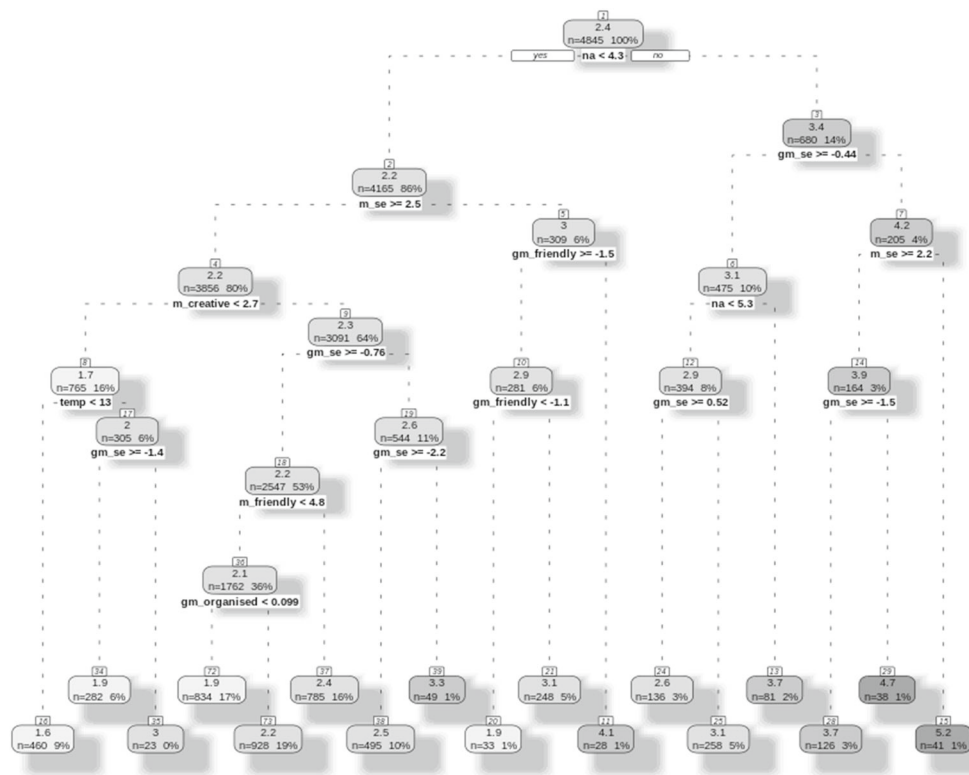 1
2.4
n=4845 100%
yes na < 4.3 no
3
3.4
n=680 14%
gm_se >= -0.44
2
2.2
n=4165 86%
m_se >= 2.5
5
3
n=309 6%
gm_friendly >= -1.5
7
4.2
n=205 4%
m_se >= 2.2
4
2.2
n=3856 80%
m_creative < 2.7
6
3.1
n=475 10%
na < 5.3
9
2.3
n=3091 64%
gm_se >= -0.76
8
1.7
n=765 16%
temp < 13
10
2.9
n=281 6%
gm_friendly < -1.1
12
2.9
n=394 8%
gm_se >= 0.52
14
3.9
n=164 3%
gm_se >= -1.5
17
2
n=305 6%
gm_se >= -1.4
19
2.6
n=544 11%
gm_se >= -2.2
18
2.2
n=2547 53%
m_friendly < 4.8
36
2.1
n=1762 36%
gm_organised < 0.099
34
1.9
n=282 6%
72
1.9
n=834 17%
37
2.4
n=785 16%
39
3.3
n=49 1%
21
3.1
n=248 5%
24
2.6
n=136 3%
13
3.7
n=81 2%
29
4.7
n=38 1%
16
1.6
n=460 9%
35
3
n=23 0%
73
2.2
n=928 19%
38
2.5
n=495 10%
20
1.9
n=33 1%
11
4.1
n=28 1%
25
3.1
n=258 5%
28
3.7
n=126 3%
15
5.2
n=41 1%